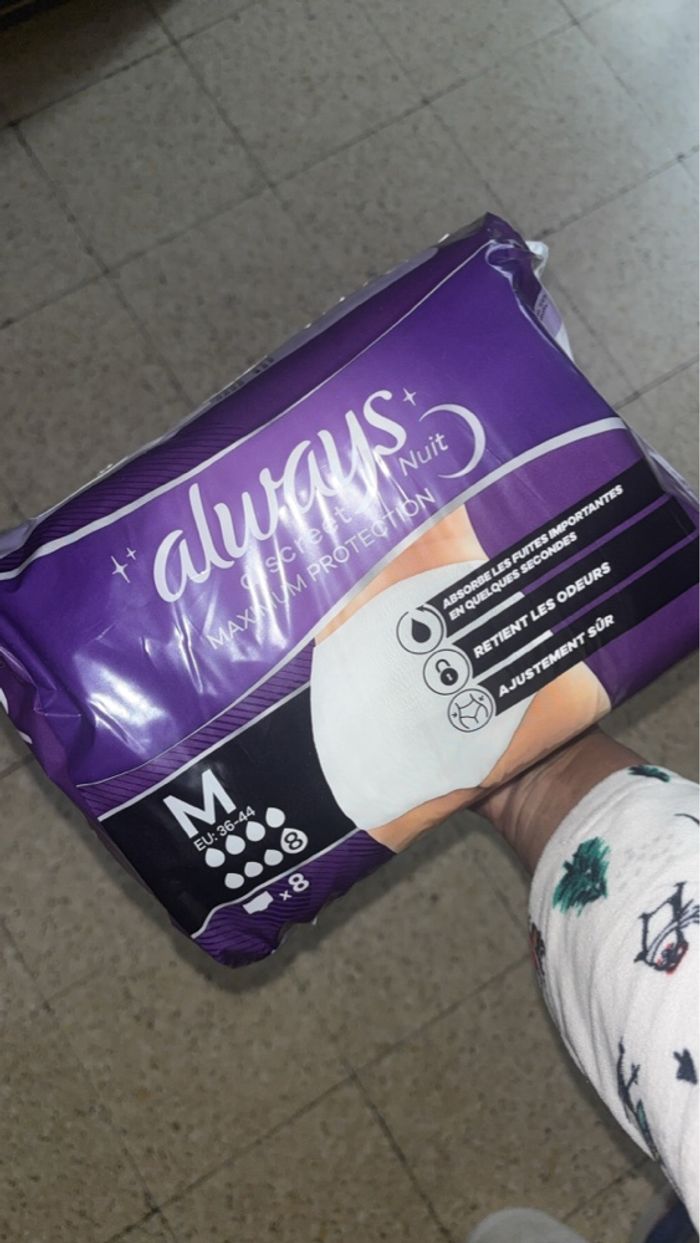 always
Nuit
discreet
MAXIMUM PROTECTION
ABSORBE LES FUITES IMPORTANTES
EN QUELQUES SECONDES
RETIENT LES ODEURS
AJUSTEMENT SÛR
M
EU: 36-44
8
x8